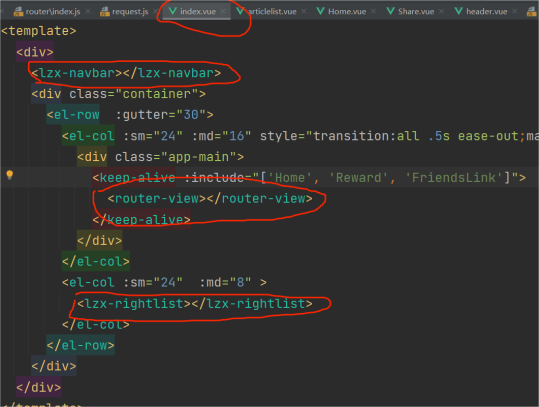 router\index.js request.js index.vue articlelist.vue Home.vue Share.vue header.vue
<template>
<div>
<lzx-navbar></lzx-navbar>
<div class="container">
<el-row :gutter="30">
<el-col :sm="24" :md="16" style="transition:all .5s ease-out;ma
<div class="app-main">
<keep-alive :include="['Home', 'Reward', 'FriendsLink']">
<router-view></router-view>
</keep-alive>
</div>
</el-col>
<el-col :sm="24" :md="8" >
<lzx-rightlist></lzx-rightlist>
</el-col>
</el-row>
</div>
</div>
</template>